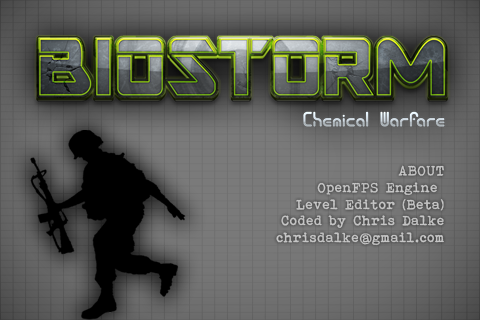 BIOSTORM
Chemical Warfare
ABOUT
OpenFPS Engine
Level Editor (Beta)
Coded by Chris Dalke
chrisdalke@gmail.com